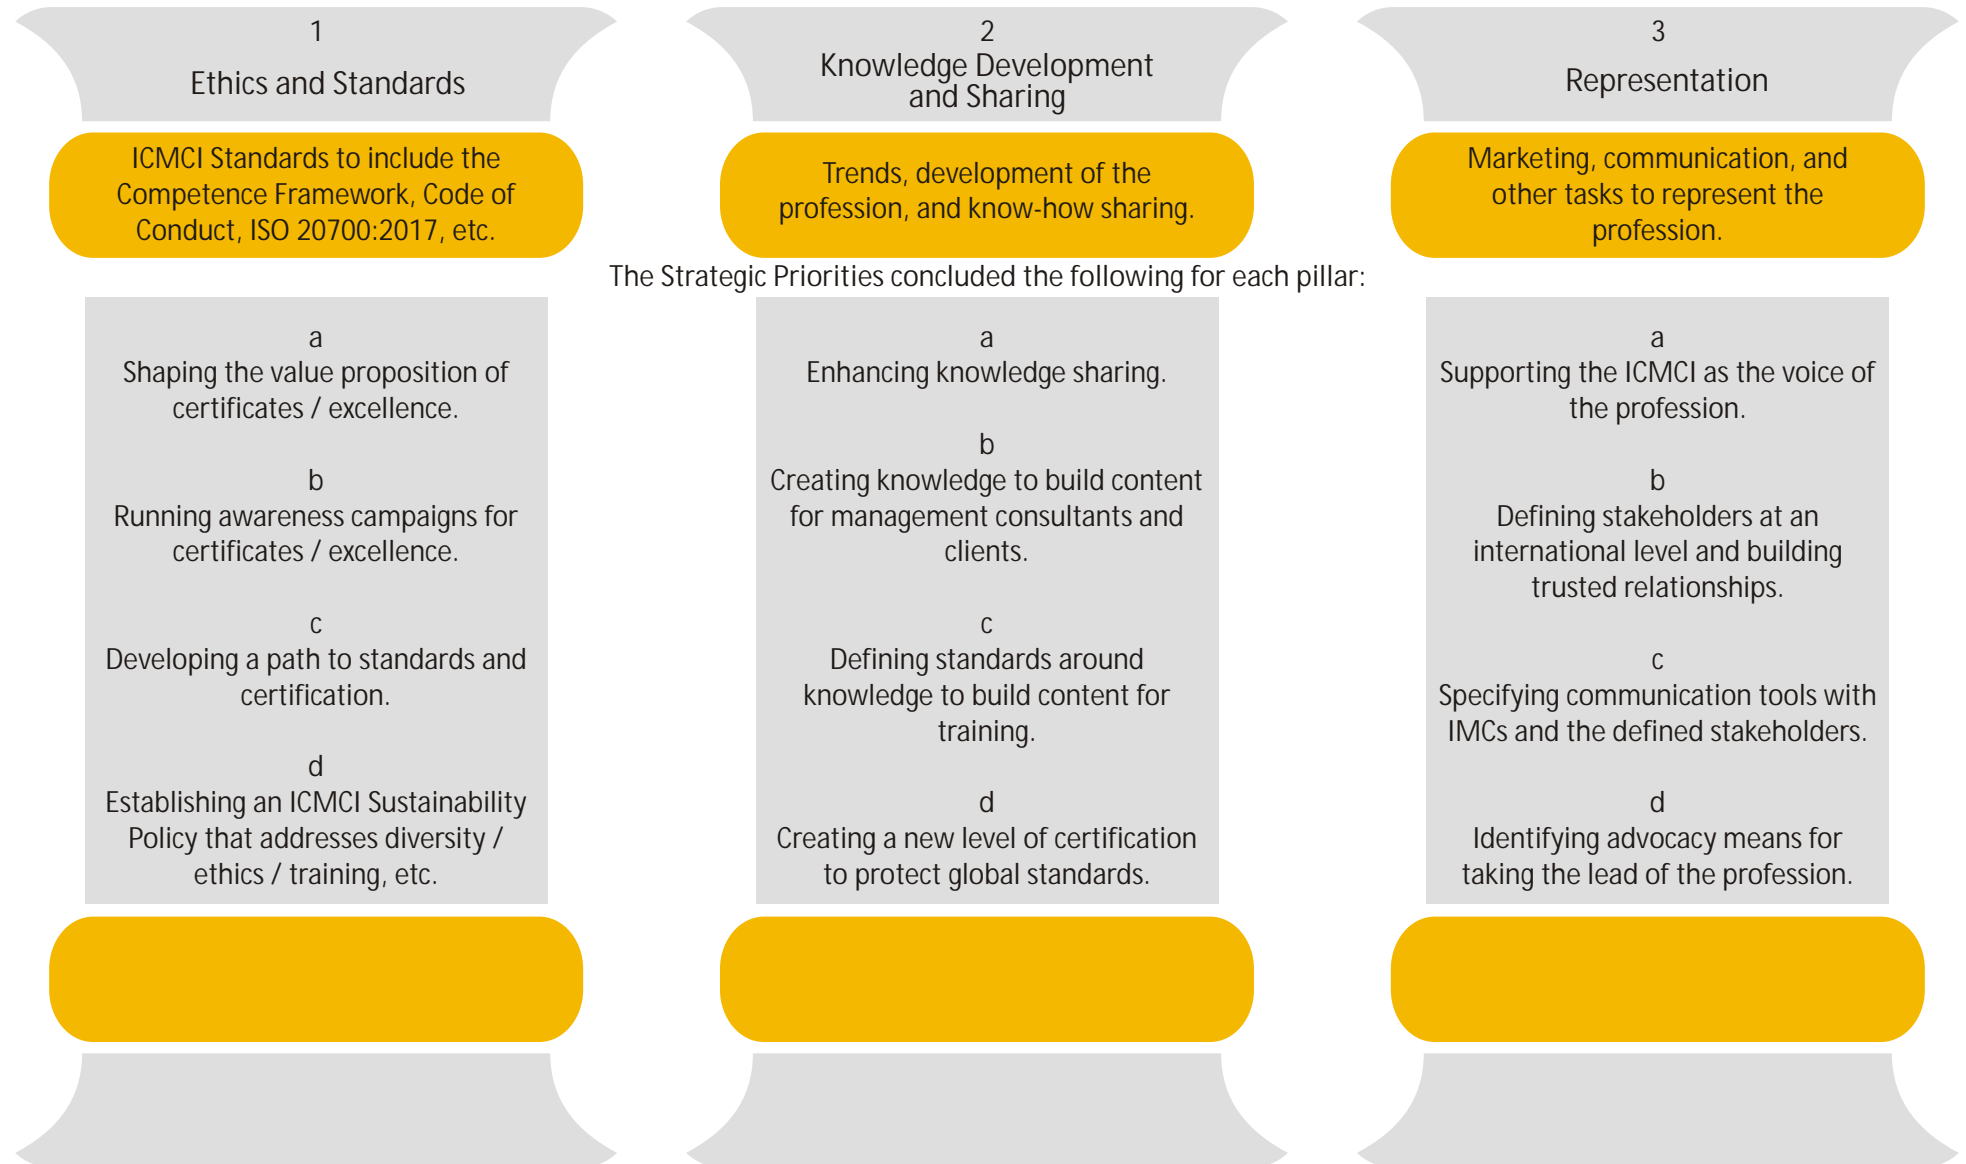 1
Ethics and Standards
ICMCI Standards to include the
Competence Framework, Code of
Conduct, ISO 20700:2017, etc.
2
Knowledge Development
and Sharing
Trends, development of the
profession, and know-how sharing.
3
Representation
Marketing, communication, and
other tasks to represent the
profession.
The Strategic Priorities concluded the following for each pillar:
a
Shaping the value proposition of
certificates / excellence.
b
Running awareness campaigns for
certificates / excellence.
c
Developing a path to standards and
certification.
d
Establishing an ICMCI Sustainability
Policy that addresses diversity /
ethics / training, etc.
a
Enhancing knowledge sharing.
b
Creating knowledge to build content
for management consultants and
clients.
c
Defining standards around
knowledge to build content for
training.
d
Creating a new level of certification
to protect global standards.
a
Supporting the ICMCI as the voice of
the profession.
b
Defining stakeholders at an
international level and building
trusted relationships.
c
Specifying communication tools with
IMCs and the defined stakeholders.
d
Identifying advocacy means for
taking the lead of the profession.